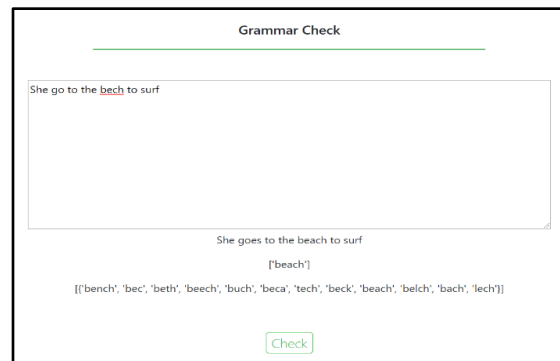 Grammar Check
She go to the bech to surf
She goes to the beach to surf
['beach']
[{'bench', 'bec', 'beth', 'beech', 'buch', 'beca', 'tech', 'beck', 'beach', 'belch', 'bach', 'lech'}]
Check